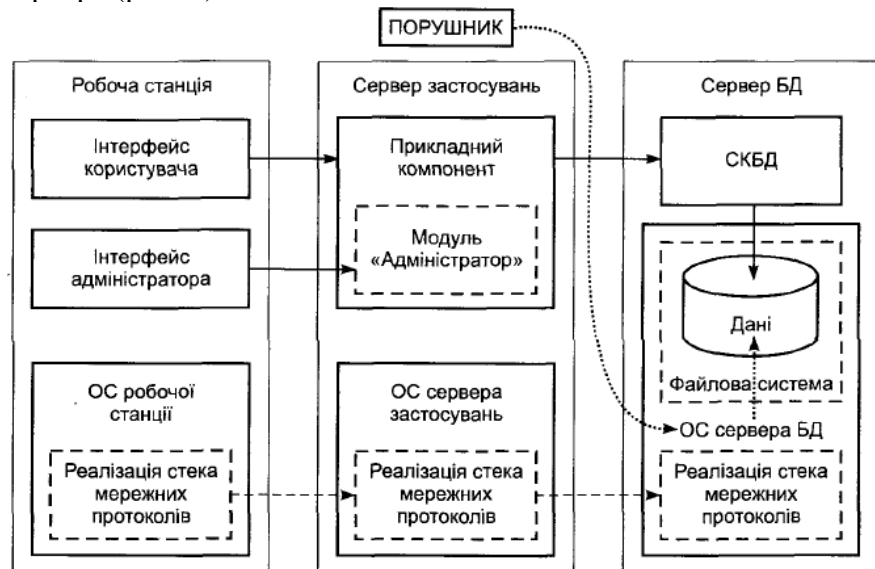 ПОРУШНИК
Робоча станція
Інтерфейс
користувача
Інтерфейс
адміністратора
ОС робочої
станції
Реалізація стека
мережних
протоколів
Сервер застосувань
Прикладний
компонент
Модуль
«Адміністратор»
ОС сервера
застосувань
Реалізація стека
мережних
протоколів
Сервер БД
СКБД
Дані
Файлова система
ОС сервера БД
Реалізація стека
мережних
протоколів